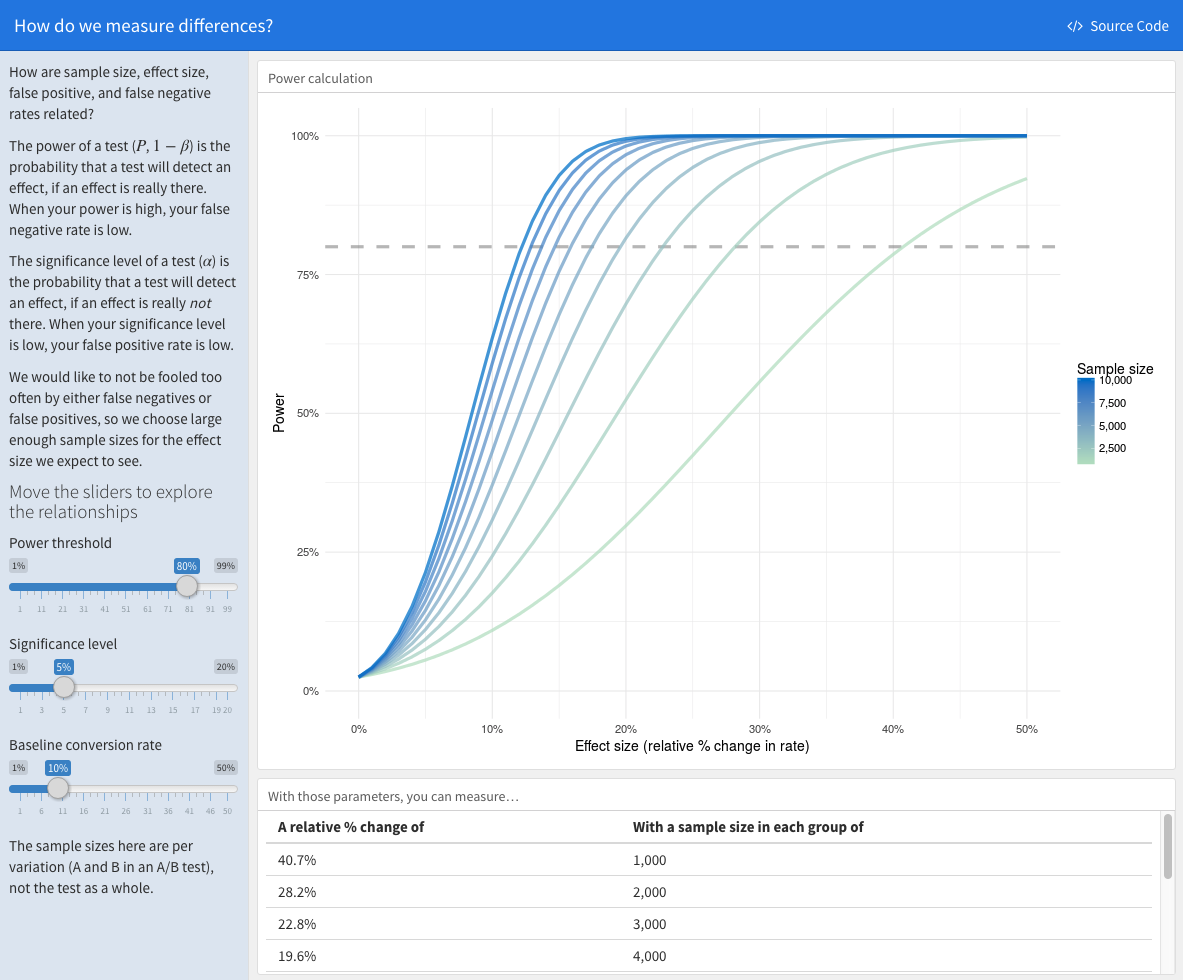 How do we measure differences?
</> Source Code
How are sample size, effect size,
false positive, and false negative
rates related?
The power of a test (P, 1 − β) is the
probability that a test will detect an
effect, if an effect is really there.
When your power is high, your false
negative rate is low.
The significance level of a test (α) is
the probability that a test will detect
an effect, if an effect is really not
there. When your significance level
is low, your false positive rate is low.
We would like to not be fooled too
often by either false negatives or
false positives, so we choose large
enough sample sizes for the effect
size we expect to see.
Move the sliders to explore
the relationships
Power threshold
1% 80% 99%
1 11 21 31 41 51 61 71 81 91 99
Significance level
1% 5% 20%
1 3 5 7 9 11 13 15 17 19 20
Baseline conversion rate
1% 10% 50%
1 6 11 16 21 26 31 36 41 46 50
The sample sizes here are per
variation (A and B in an A/B test),
not the test as a whole.
Power calculation
100%
75%
50%
25%
0%
Power
0% 10% 20% 30% 40% 50%
Effect size (relative % change in rate)
Sample size
10,000
7,500
5,000
2,500
With those parameters, you can measure…
A relative % change of With a sample size in each group of
40.7% 1,000
28.2% 2,000
22.8% 3,000
19.6% 4,000